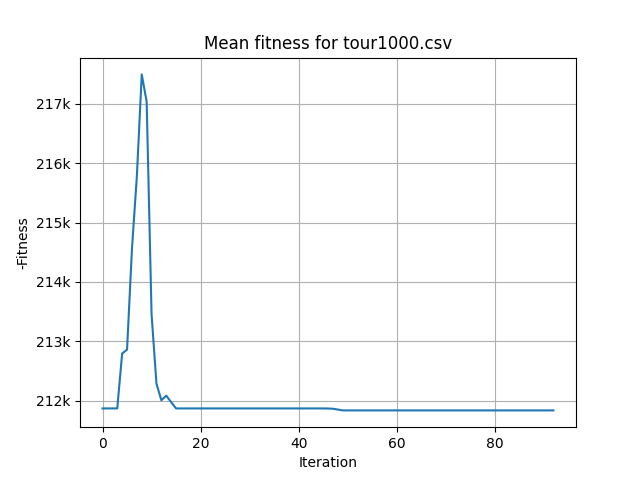 Mean fitness for tour1000.csv
217k
216k
215k
214k
213k
212k
-Fitness
0 20 40 60 80
Iteration